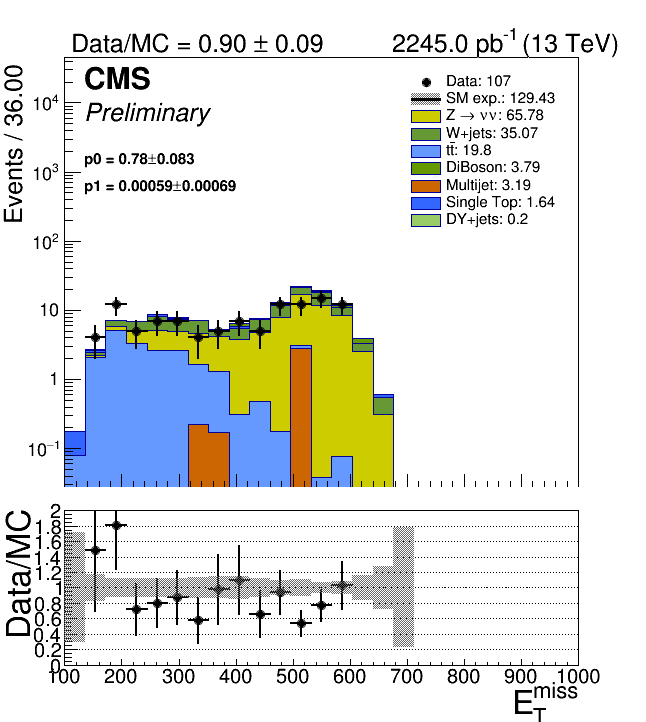 Data/MC = 0.90 ± 0.09
2245.0 pb⁻¹ (13 TeV)
CMS
Preliminary
p0 = 0.78±0.083
p1 = 0.00059±0.00069
Data: 107
SM exp.: 129.43
Z → νν: 65.78
W+jets: 35.07
tt̄: 19.8
DiBoson: 3.79
Multijet: 3.19
Single Top: 1.64
DY+jets: 0.2
Events / 36.00
10⁴
10³
10²
10
1
10⁻¹
Data/MC
2
1.8
1.6
1.4
1.2
1
0.8
0.6
0.4
0.2
0
100 200 300 400 500 600 700 800 900 1000
E_T^miss